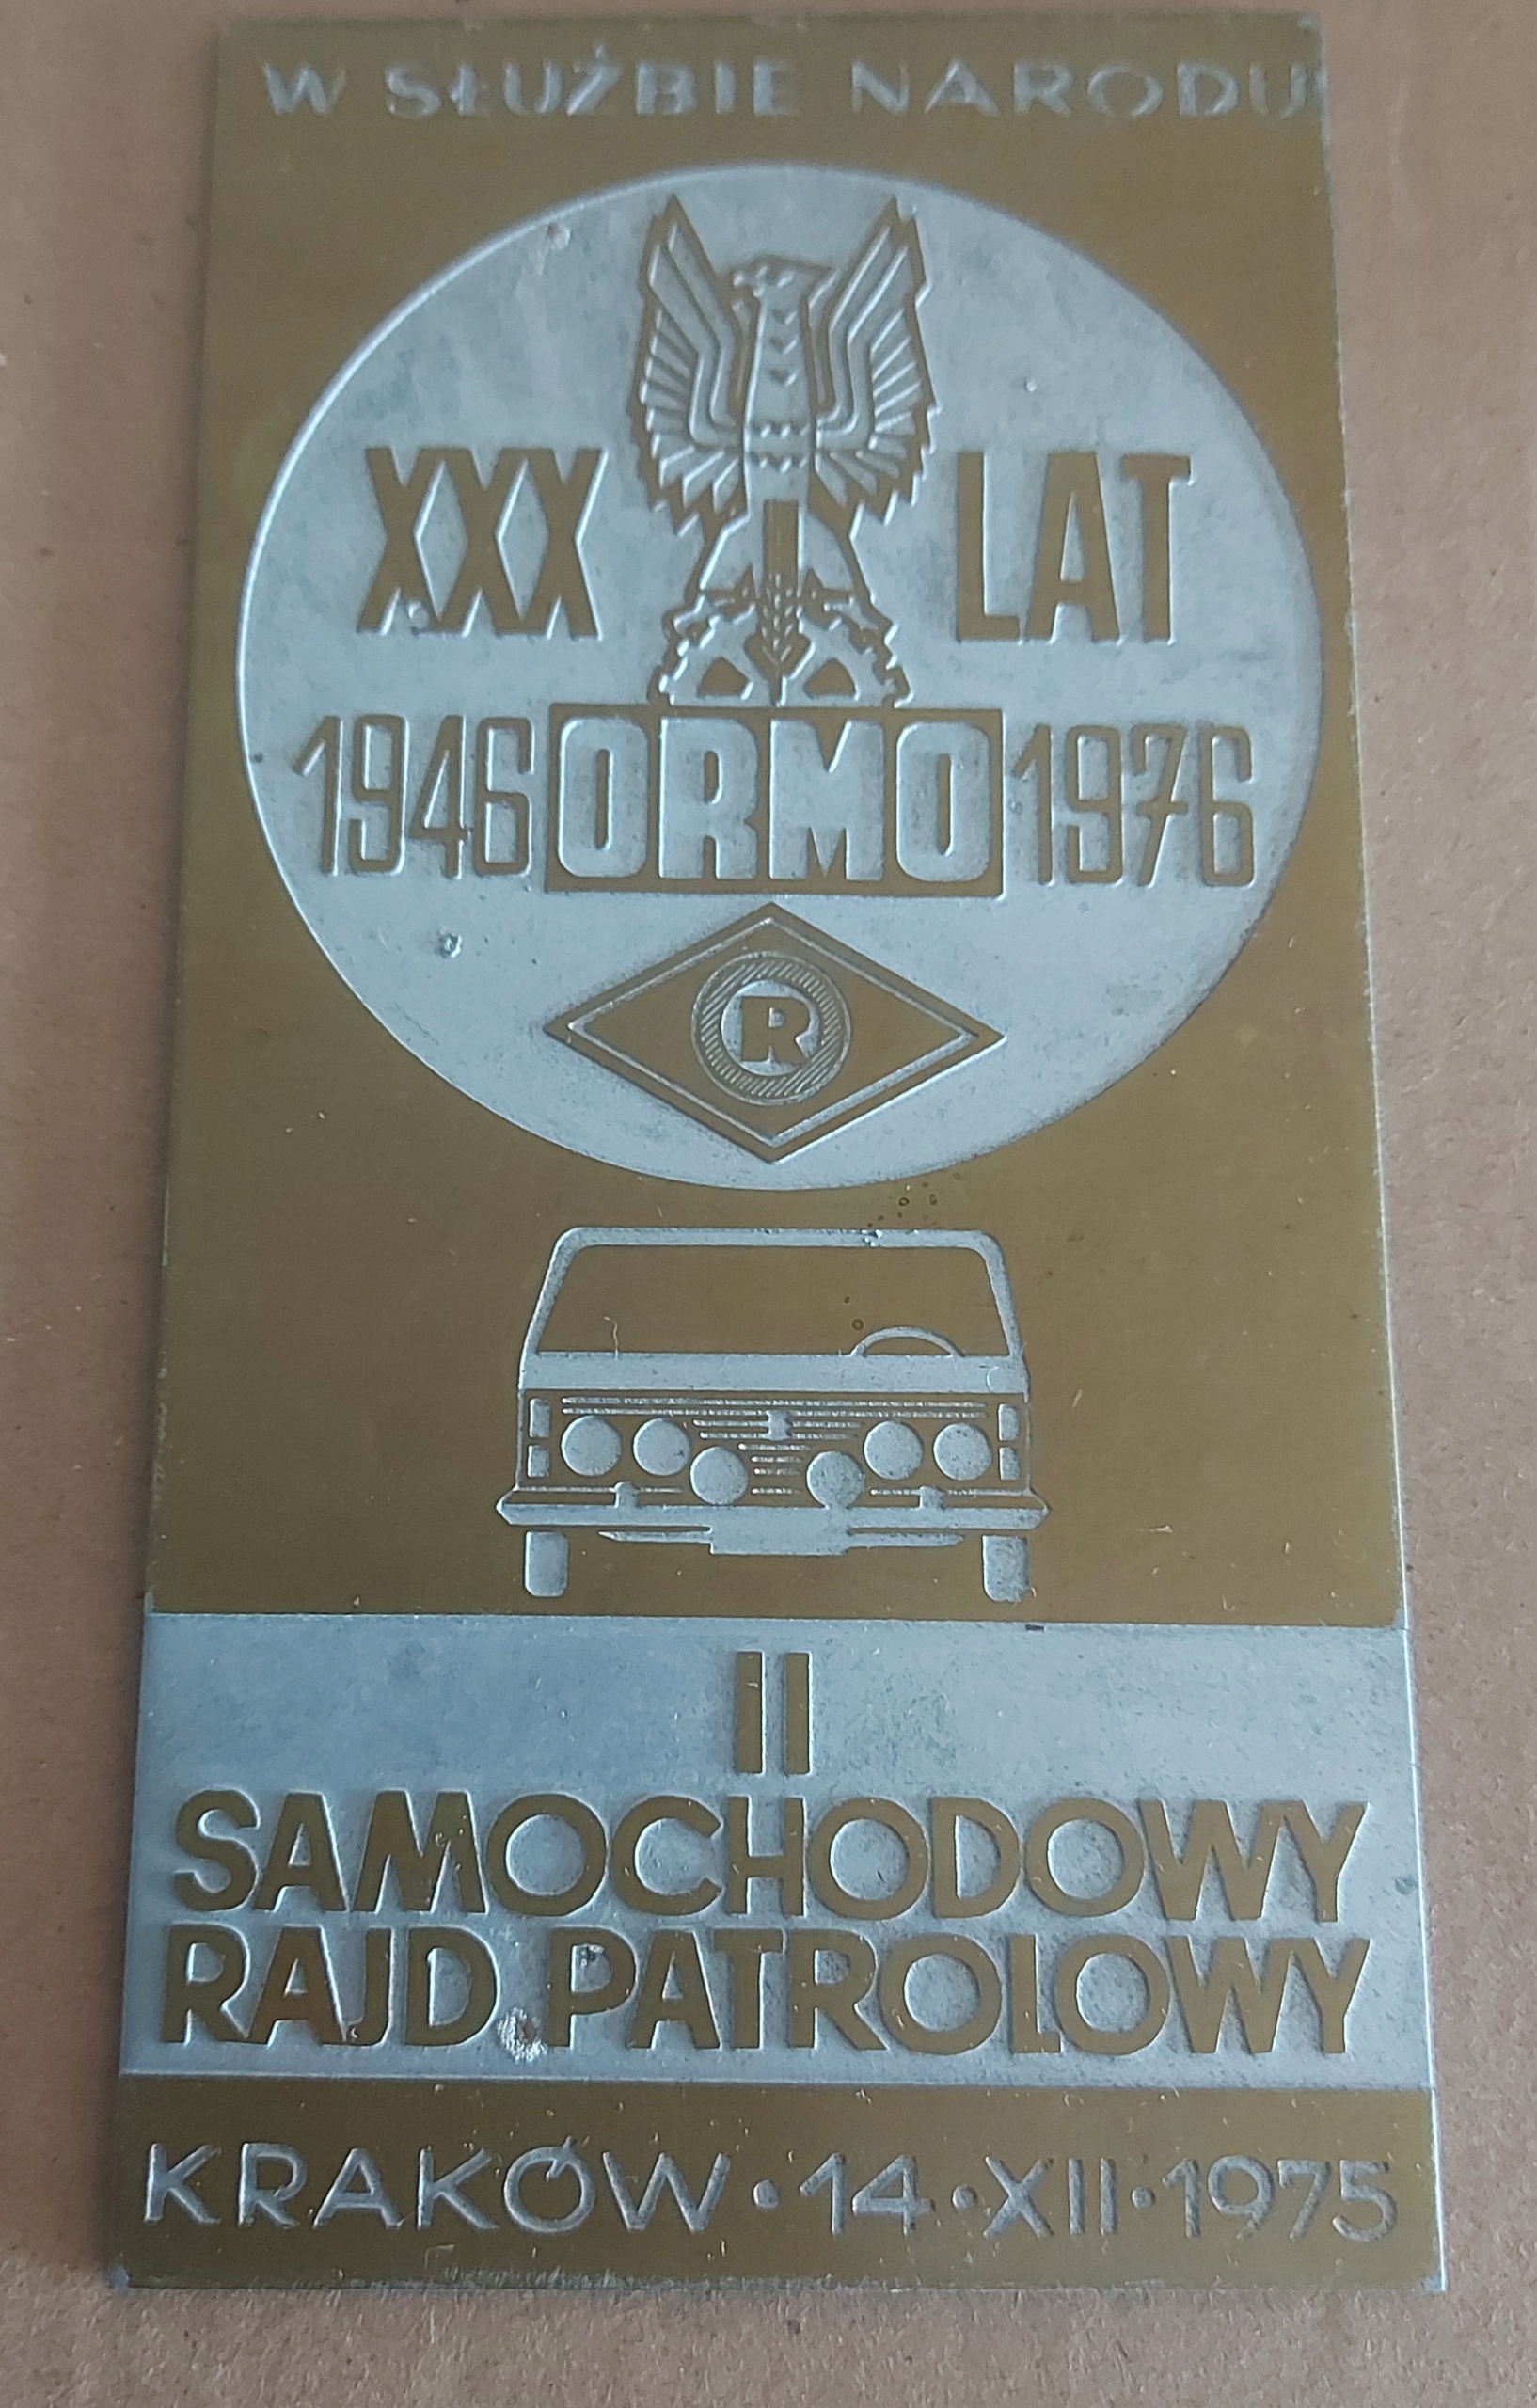 W SŁUŻBIE NARODU
XXX LAT
1946 ORMO 1976
R
II
SAMOCHODOWY
RAJD PATROLOWY
KRAKÓW • 14 • XII • 1975